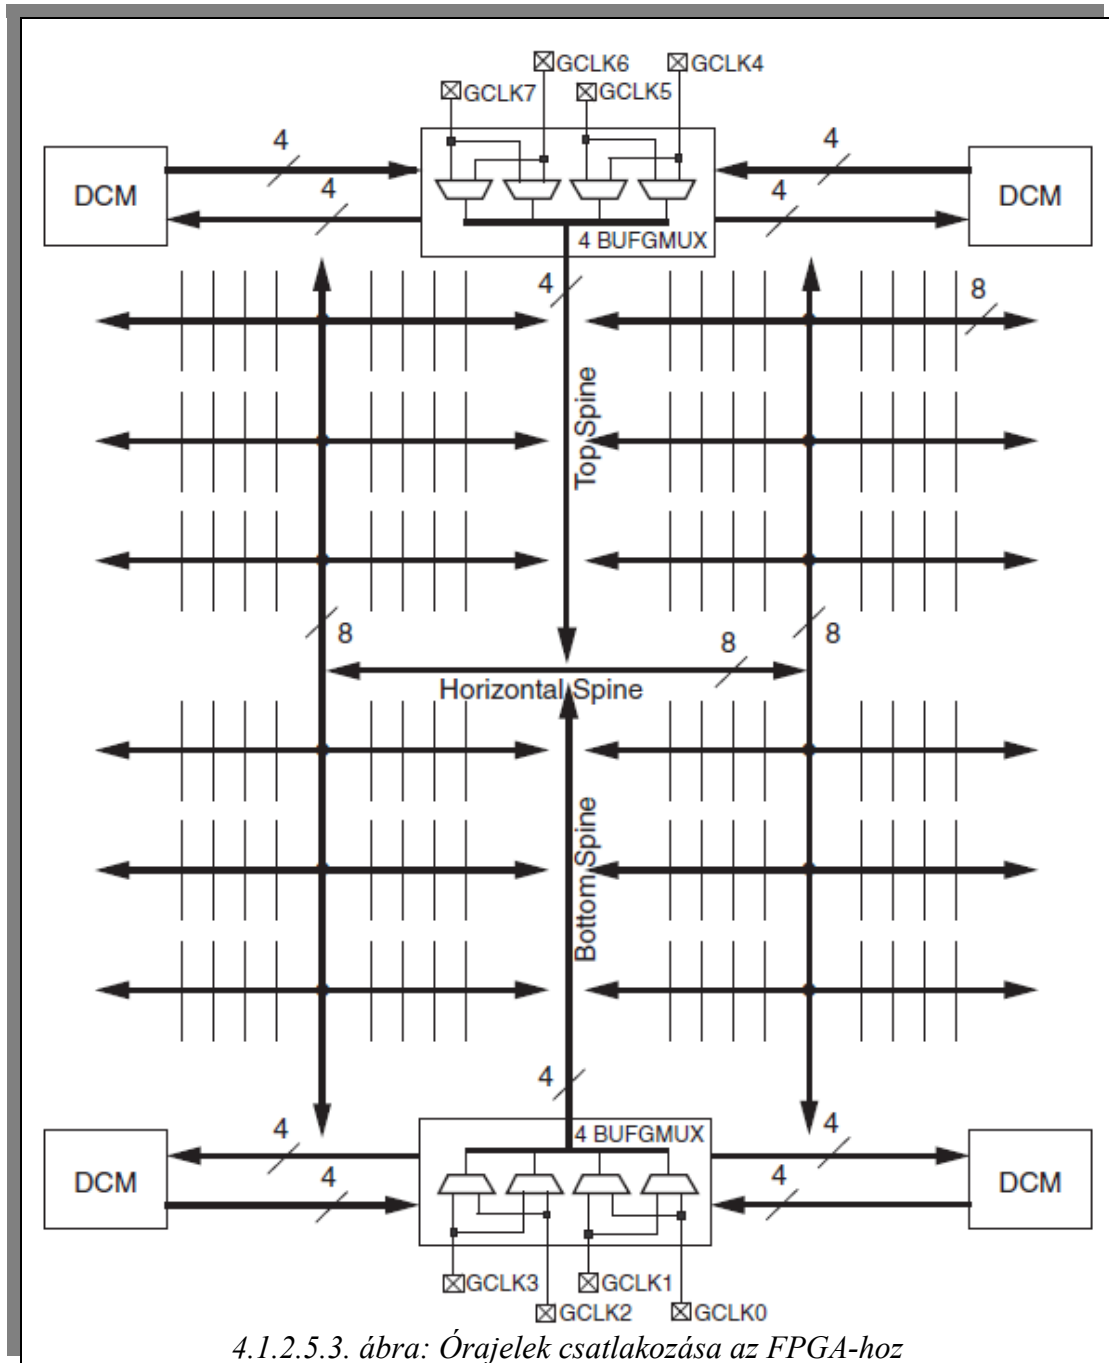 GCLK6
GCLK4
GCLK7
GCLK5
4
4
DCM
DCM
4
4
4 BUFGMUX
4
8
Top Spine
8
8
8
Horizontal Spine
Bottom Spine
4
4 BUFGMUX
4
4
DCM
DCM
4
4
GCLK3
GCLK1
GCLK2
GCLK0
4.1.2.5.3. ábra: Órajelek csatlakozása az FPGA-hoz